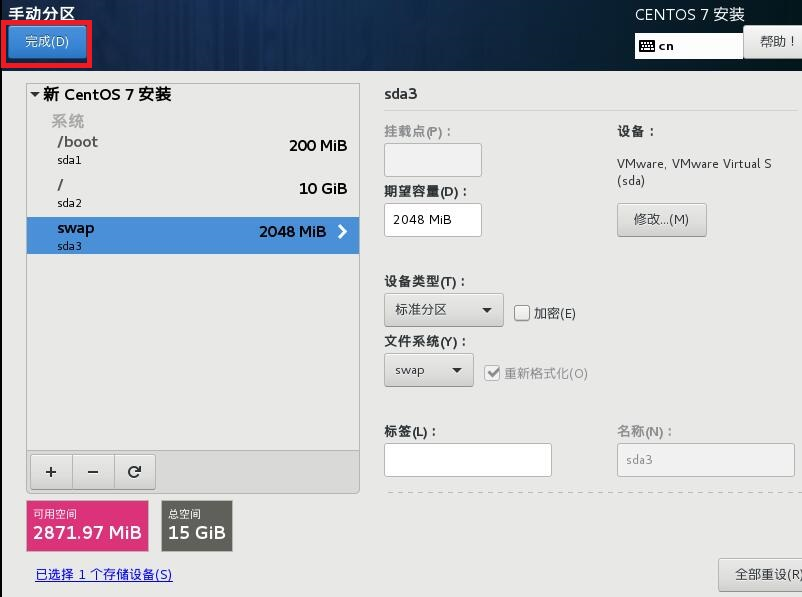 手动分区
CENTOS 7 安装
完成(D)
cn
帮助！
新 CentOS 7 安装
系统
/boot
200 MiB
sda1
/
10 GiB
sda2
swap
2048 MiB
sda3
sda3
挂载点(P)：
设备：
VMware, VMware Virtual S
(sda)
期望容量(D)：
2048 MiB
修改...(M)
设备类型(T)：
标准分区
加密(E)
文件系统(Y)：
swap
重新格式化(O)
标签(L)：
名称(N)：
sda3
可用空间
2871.97 MiB
总空间
15 GiB
已选择 1 个存储设备(S)
全部重设(R)